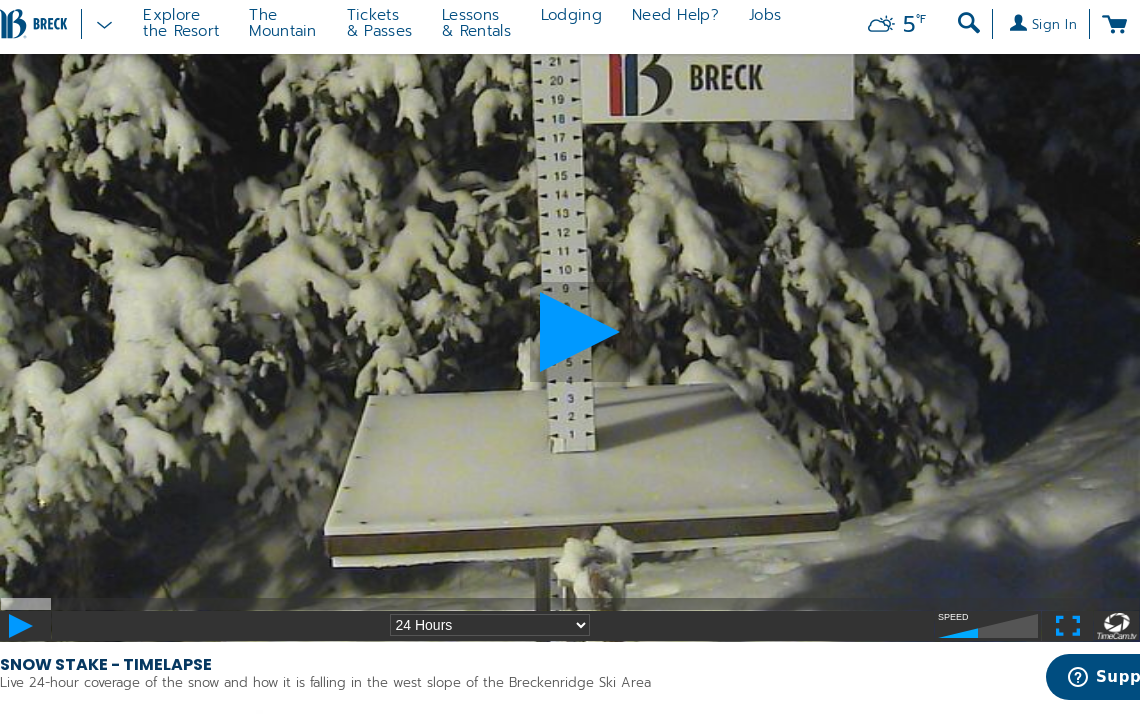 BRECK
Explore
the Resort
The
Mountain
Tickets
& Passes
Lessons
& Rentals
Lodging
Need Help?
Jobs
5°F
Sign In
21
20
BRECK
19
18
17
16
15
14
13
12
11
10
9
5
4
3
2
1
24 Hours
SPEED
TimeCam.tv
SNOW STAKE - TIMELAPSE
Live 24-hour coverage of the snow and how it is falling in the west slope of the Breckenridge Ski Area
Supp